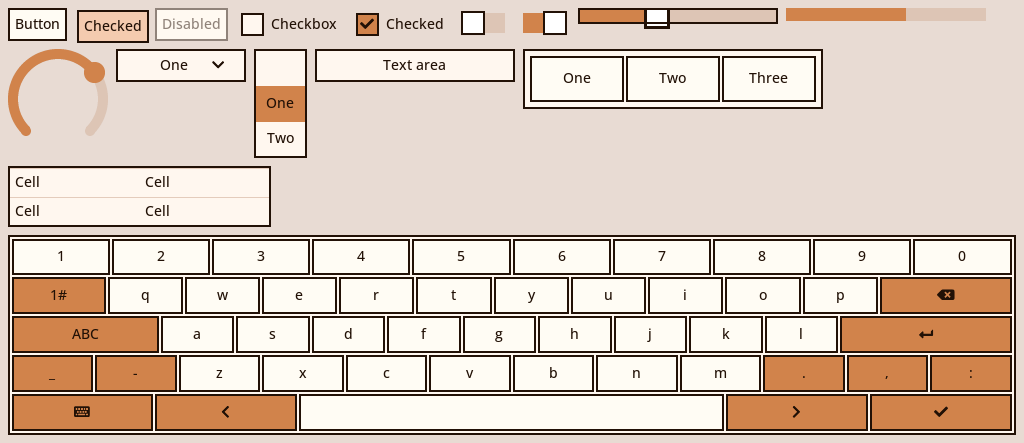 Button Checked Disabled Checkbox Checked
One One Two Text area One Two Three
Cell Cell
Cell Cell
1 2 3 4 5 6 7 8 9 0
1# q w e r t y u i o p
ABC a s d f g h j k l
_ - z x c v b n m . , :